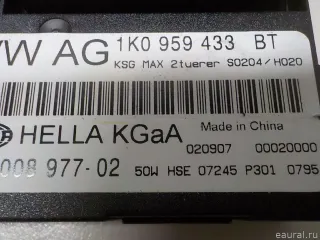 VW AG 1K0 959 433 BT
KSG MAX 2tuerer S0204/H020
HELLA KGaA
Made in China
020907 00020000
008 977-02
50W HSE 07245 P301 0795
eaural.ru